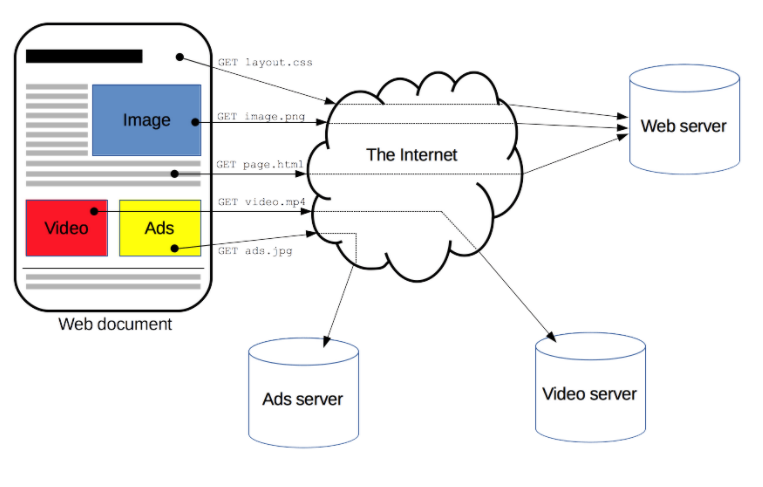 GET layout.css
Image
GET image.png
The Internet
Web server
GET page.html
GET video.mp4
Video
Ads
GET ads.jpg
Web document
Ads server
Video server